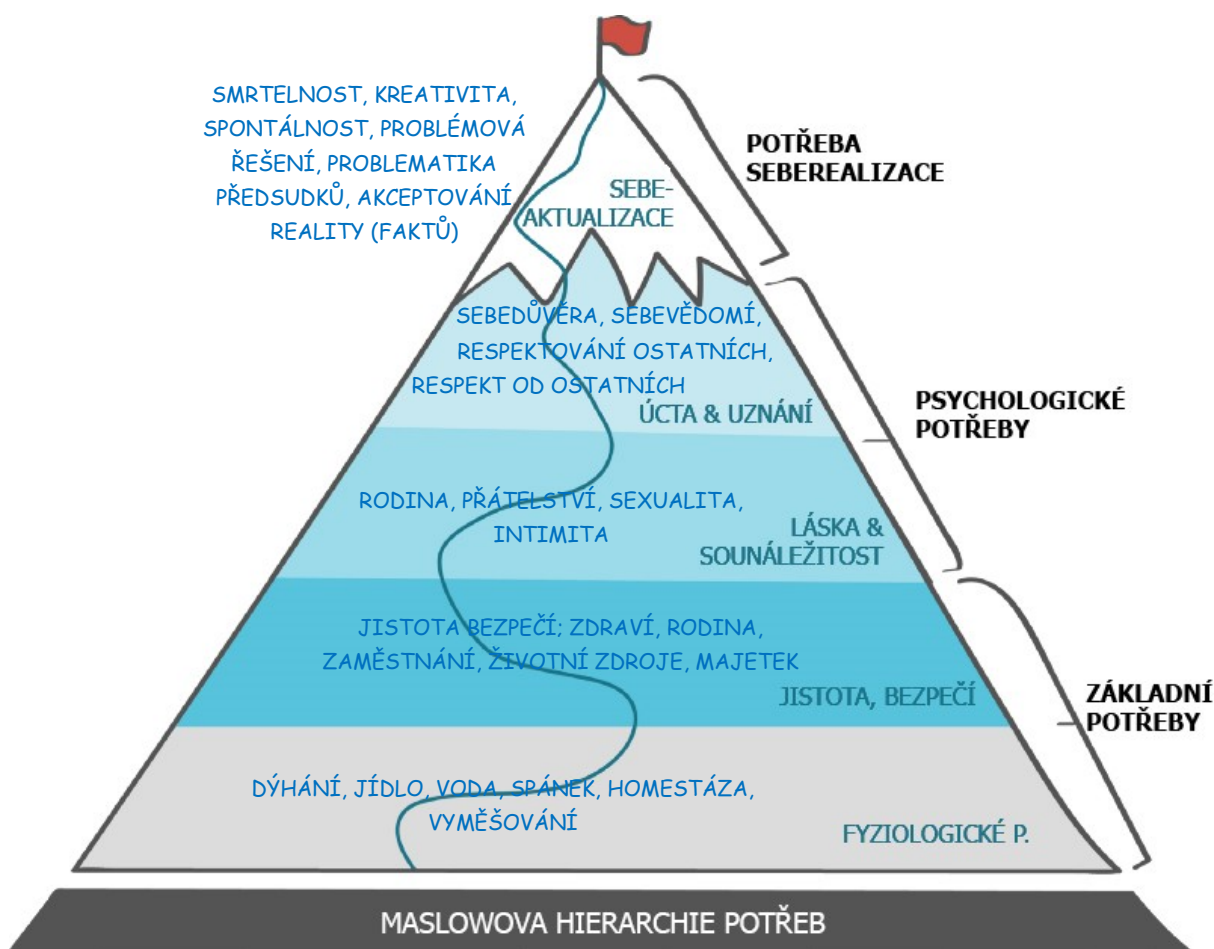 SMRTELNOST, KREATIVITA,
SPONTÁLNOST, PROBLÉMOVÁ
ŘEŠENÍ, PROBLEMATIKA
PŘEDSUDKŮ, AKCEPTOVÁNÍ
REALITY (FAKTŮ)
POTŘEBA
SEBEREALIZACE
SEBE-
AKTUALIZACE
SEBEDŮVĚRA, SEBEVĚDOMÍ,
RESPEKTOVÁNÍ OSTATNÍCH,
RESPEKT OD OSTATNÍCH
ÚCTA & UZNÁNÍ
PSYCHOLOGICKÉ
POTŘEBY
RODINA, PŘÁTELSTVÍ, SEXUALITA,
INTIMITA
LÁSKA &
SOUNÁLEŽITOST
JISTOTA BEZPEČÍ; ZDRAVÍ, RODINA,
ZAMĚSTNÁNÍ, ŽIVOTNÍ ZDROJE, MAJETEK
JISTOTA, BEZPEČÍ
ZÁKLADNÍ
POTŘEBY
DÝHÁNÍ, JÍDLO, VODA, SPÁNEK, HOMESTÁZA,
VYMĚŠOVÁNÍ
FYZIOLOGICKÉ P.
MASLOWOVA HIERARCHIE POTŘEB